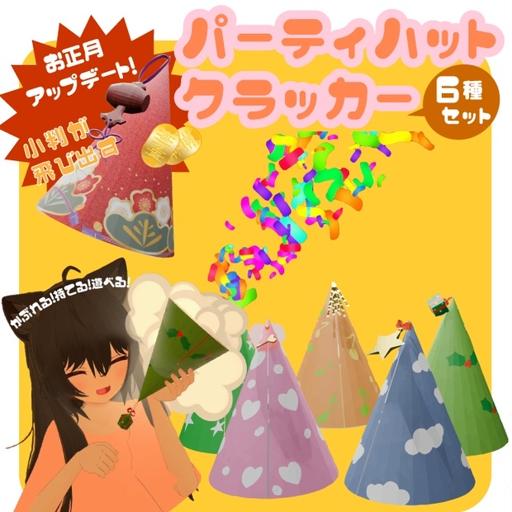 お正月
アップデート!
小判が
飛び出す
パーティハット
クラッカー
6種
セット
かぶれる!持てる!遊べる!